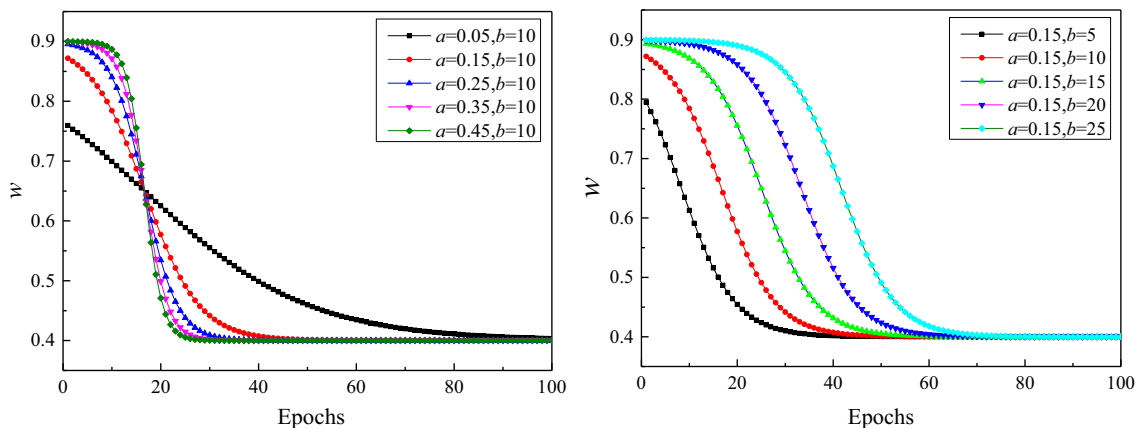 0.9
0.8
0.7
0.6
0.5
0.4
w
0 20 40 60 80 100
Epochs
a=0.05,b=10
a=0.15,b=10
a=0.25,b=10
a=0.35,b=10
a=0.45,b=10
0.9
0.8
0.7
0.6
0.5
0.4
w
0 20 40 60 80 100
Epochs
a=0.15,b=5
a=0.15,b=10
a=0.15,b=15
a=0.15,b=20
a=0.15,b=25